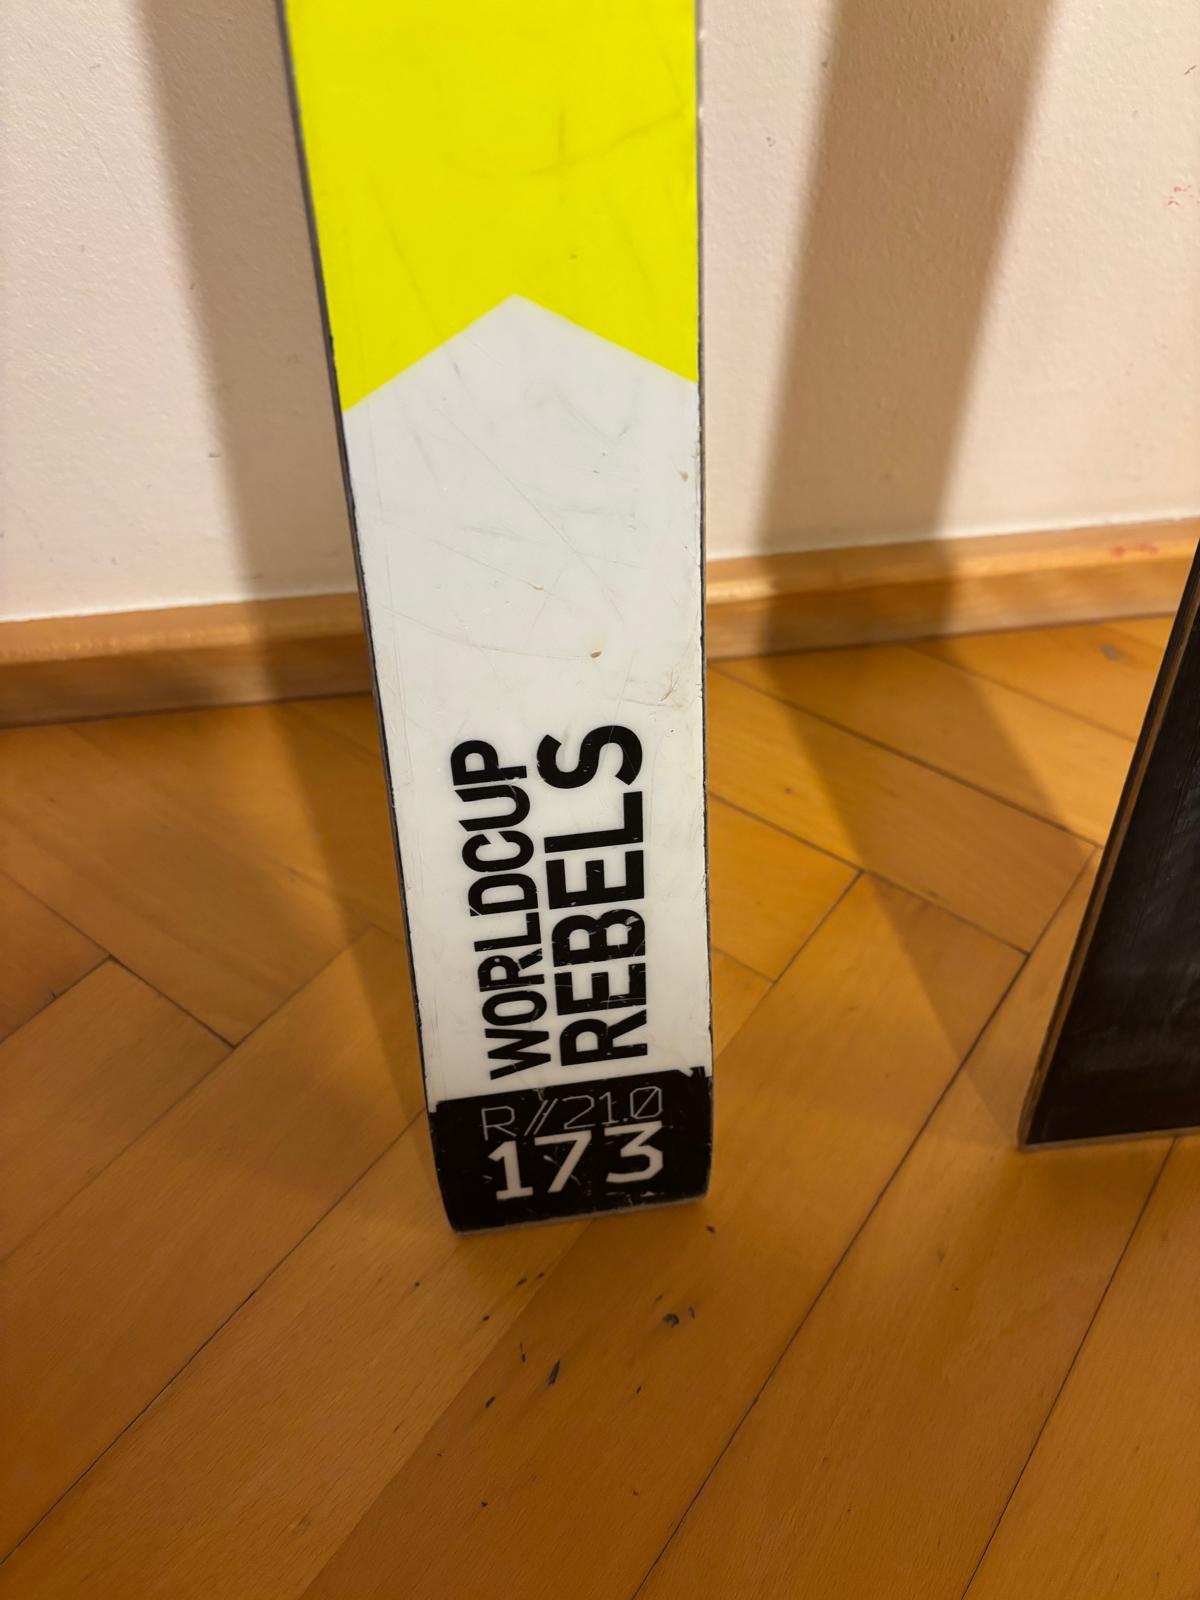 WORLDCUP
REBELS
R//21.0
173